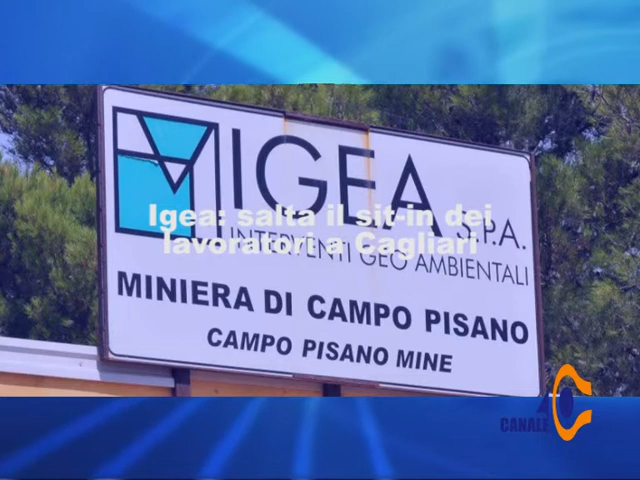 IGEA S.P.A.
INTERVENTI GEO AMBIENTALI
Igea: salta il sit-in dei
lavoratori a Cagliari
MINIERA DI CAMPO PISANO
CAMPO PISANO MINE
40
CANALE